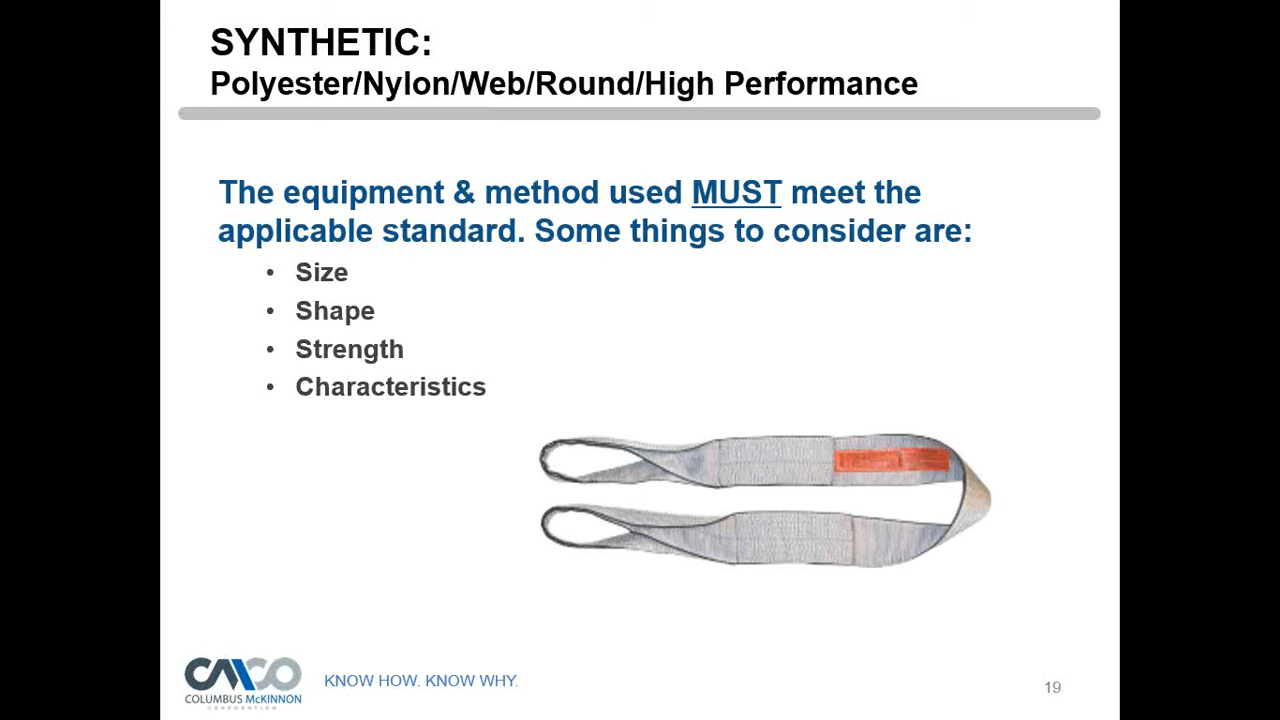 SYNTHETIC:
Polyester/Nylon/Web/Round/High Performance
The equipment & method used MUST meet the
applicable standard. Some things to consider are:
• Size
• Shape
• Strength
• Characteristics
CMCO
COLUMBUS McKINNON
CORPORATION
KNOW HOW. KNOW WHY.
19